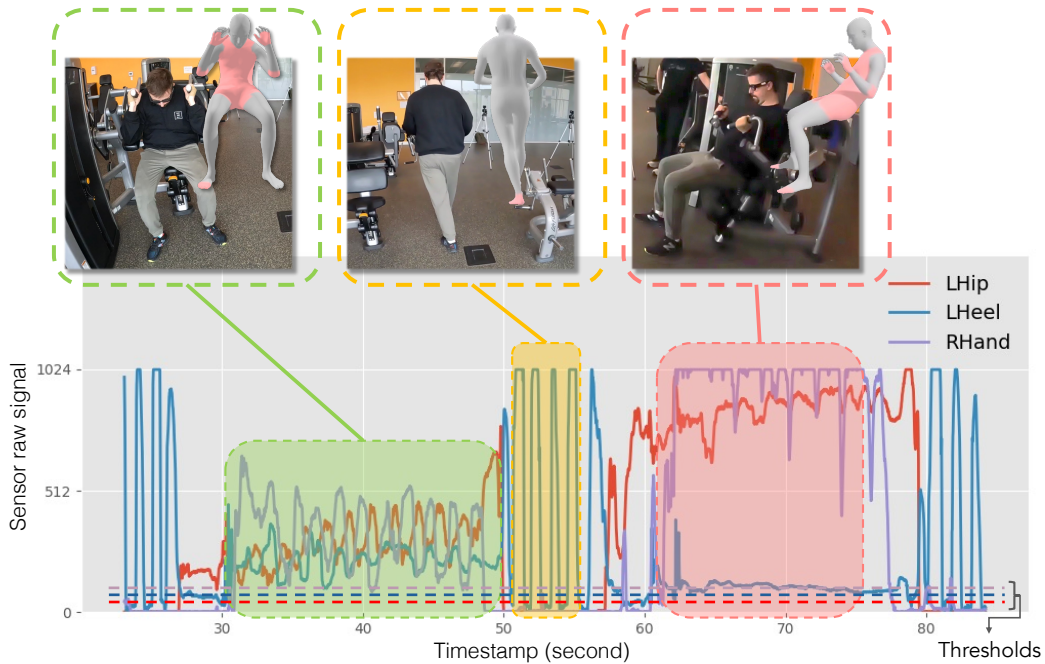 LHip
LHeel
RHand
1024
512
0
Sensor raw signal
30
40
50
60
70
80
Timestamp (second)
Thresholds